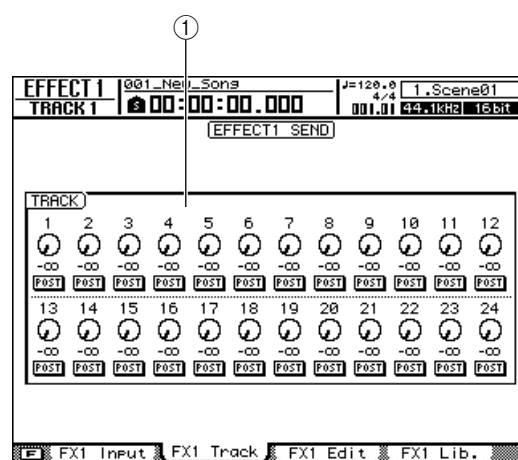 ①
EFFECT 1 001_New_Song ♩=120.0 4/4 1.Scene01
TRACK 1 S 00:00:00.000 001.01 44.1kHz 16bit
EFFECT1 SEND
TRACK
1 2 3 4 5 6 7 8 9 10 11 12
-∞ -∞ -∞ -∞ -∞ -∞ -∞ -∞ -∞ -∞ -∞ -∞
POST POST POST POST POST POST POST POST POST POST POST POST
13 14 15 16 17 18 19 20 21 22 23 24
-∞ -∞ -∞ -∞ -∞ -∞ -∞ -∞ -∞ -∞ -∞ -∞
POST POST POST POST POST POST POST POST POST POST POST POST
F FX1 Input FX1 Track FX1 Edit FX1 Lib.